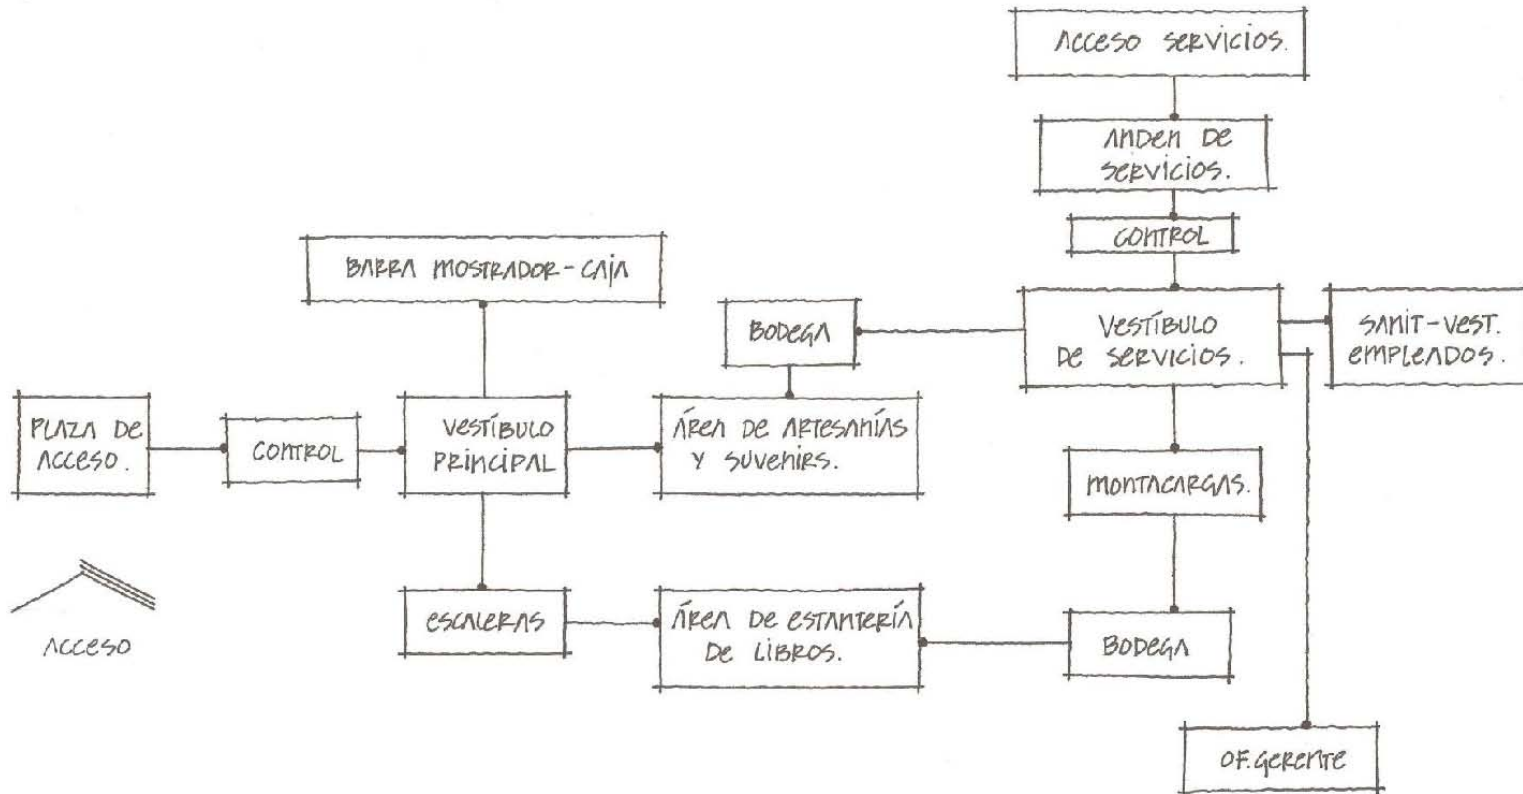 ACCESO SERVICIOS.
ANDEN DE
SERVICIOS.
CONTROL
BARRA MOSTRADOR-CAJA
BODEGA
VESTÍBULO
DE SERVICIOS.
SANIT-VEST.
EMPLEADOS.
PLAZA DE
ACCESO.
CONTROL
VESTÍBULO
PRINCIPAL
ÁREA DE ARTESANÍAS
Y SUVENIRS.
MONTACARGAS.
ACCESO
ESCALERAS
ÁREA DE ESTANTERÍA
DE LIBROS.
BODEGA
OF. GERENTE